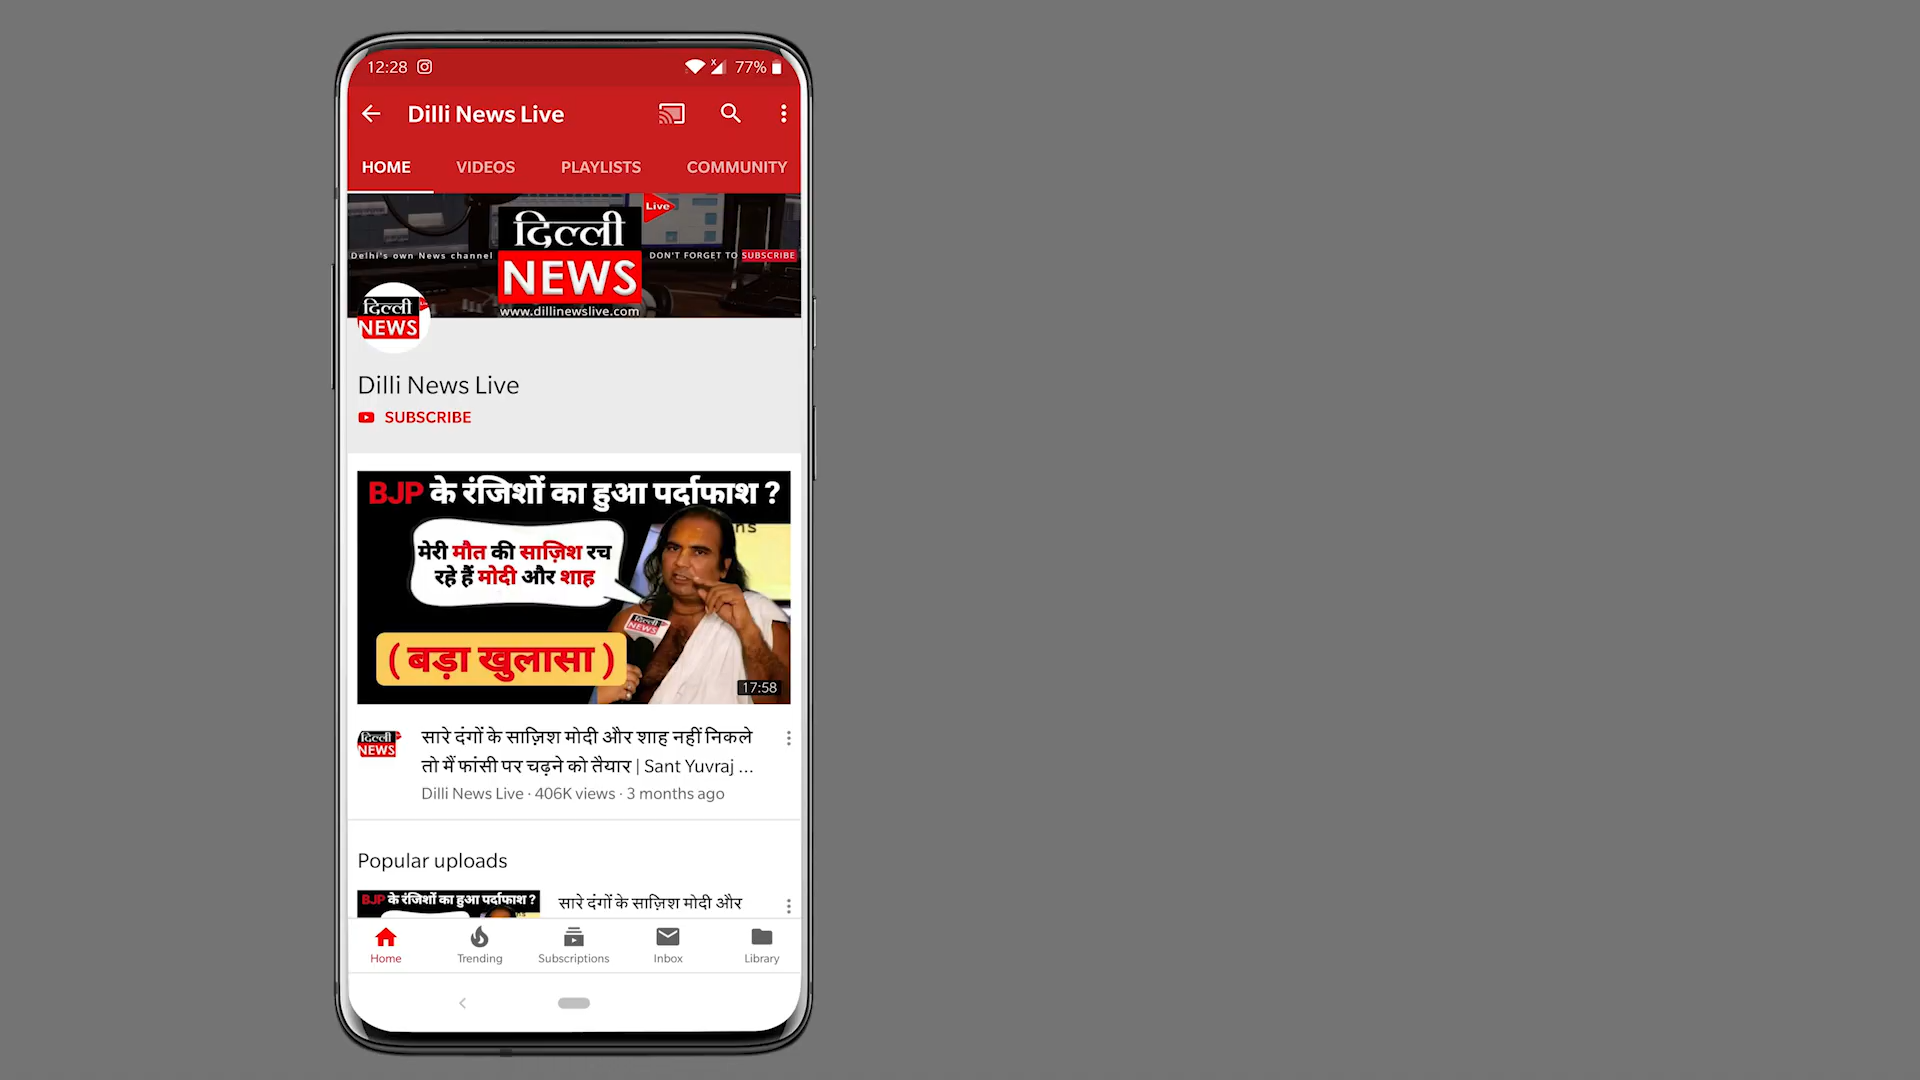 12:28
77%
Dilli News Live
HOME VIDEOS PLAYLISTS COMMUNITY
Live
दिल्ली
Delhi's own News channel
DON'T FORGET TO SUBSCRIBE
NEWS
www.dillinewslive.com
दिल्ली
NEWS
Dilli News Live
SUBSCRIBE
BJP के रंजिशों का हुआ पर्दाफाश ?
मेरी मौत की साज़िश रच
रहे हैं मोदी और शाह
दिल्ली
NEWS
( बड़ा खुलासा )
17:58
दिल्ली
NEWS
सारे दंगों के साज़िश मोदी और शाह नहीं निकले
तो मैं फांसी पर चढ़ने को तैयार | Sant Yuvraj ...
Dilli News Live · 406K views · 3 months ago
Popular uploads
BJP के रंजिशों का हुआ पर्दाफाश ?
सारे दंगों के साज़िश मोदी और
Home Trending Subscriptions Inbox Library